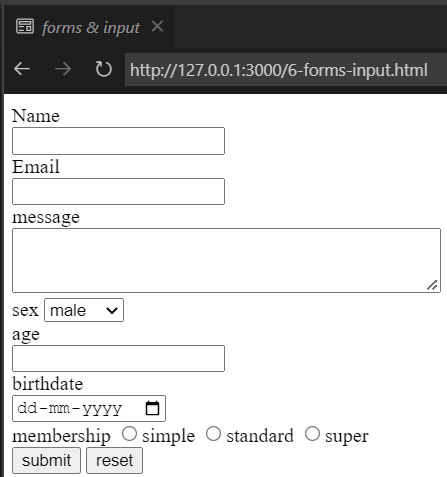 forms & input
http://127.0.0.1:3000/6-forms-input.html
Name
Email
message
sex male
age
birthdate
dd-mm-yyyy
membership simple standard super
submit reset